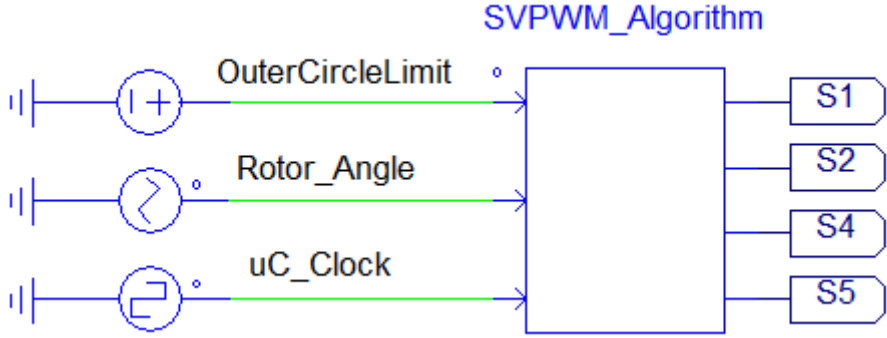 SVPWM_Algorithm
OuterCircleLimit
S1
Rotor_Angle
S2
S4
uC_Clock
S5